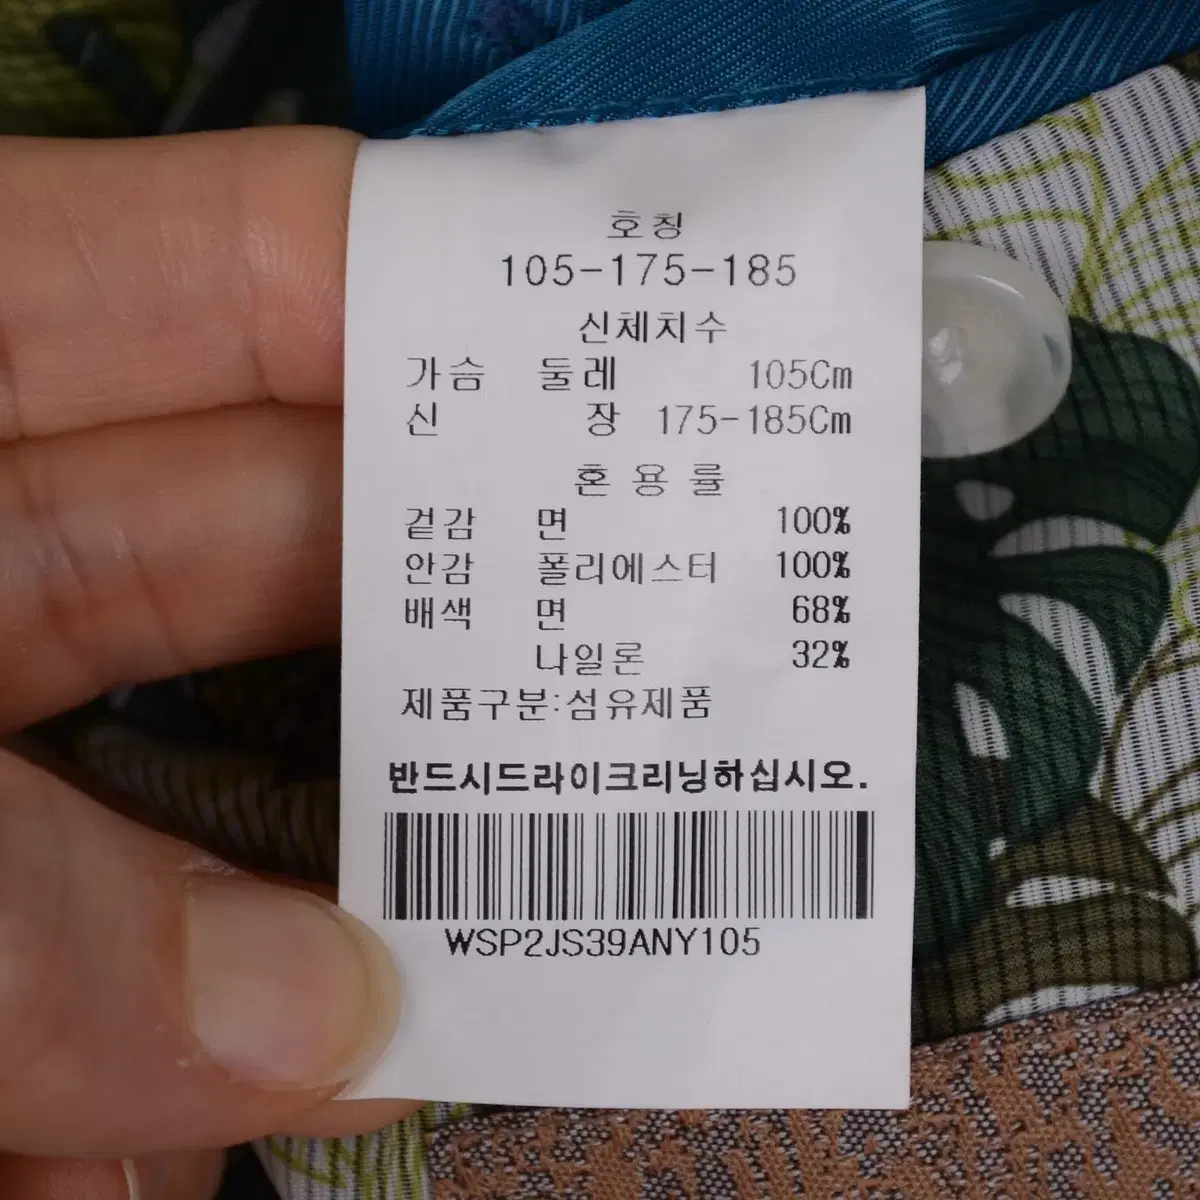 호칭
105-175-185
신체치수
가슴 둘레 105Cm
신 장 175-185Cm
혼 용 률
겉감 면 100%
안감 폴리에스터 100%
배색 면 68%
나일론 32%
제품구분:섬유제품
반드시드라이크리닝하십시오.
WSP2JS39ANY105